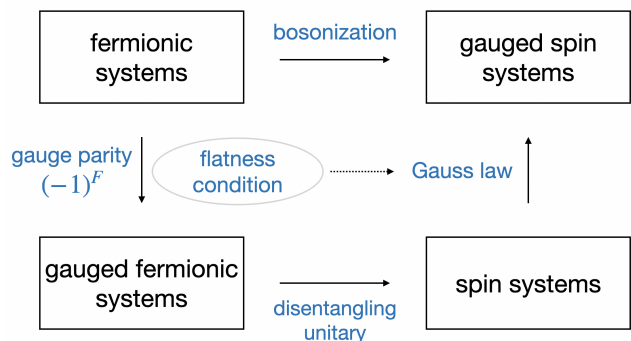 fermionic
systems
bosonization
gauged spin
systems
gauge parity
(−1)^F
flatness
condition
Gauss law
gauged fermionic
systems
disentangling
unitary
spin systems